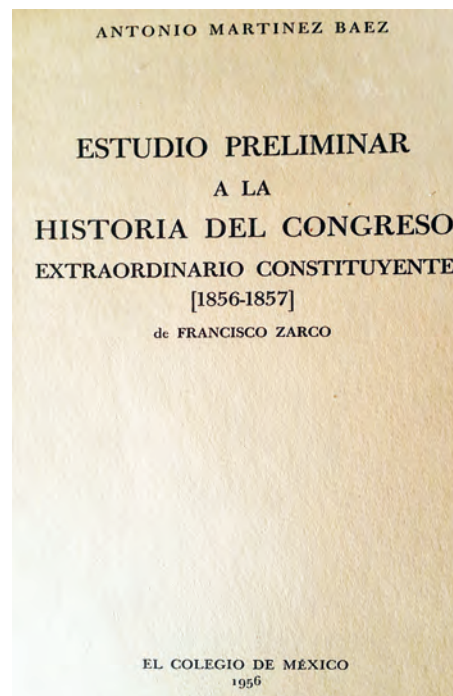 ANTONIO MARTINEZ BAEZ
ESTUDIO PRELIMINAR
A LA
HISTORIA DEL CONGRESO
EXTRAORDINARIO CONSTITUYENTE
[1856-1857]
de FRANCISCO ZARCO
EL COLEGIO DE MÉXICO
1956